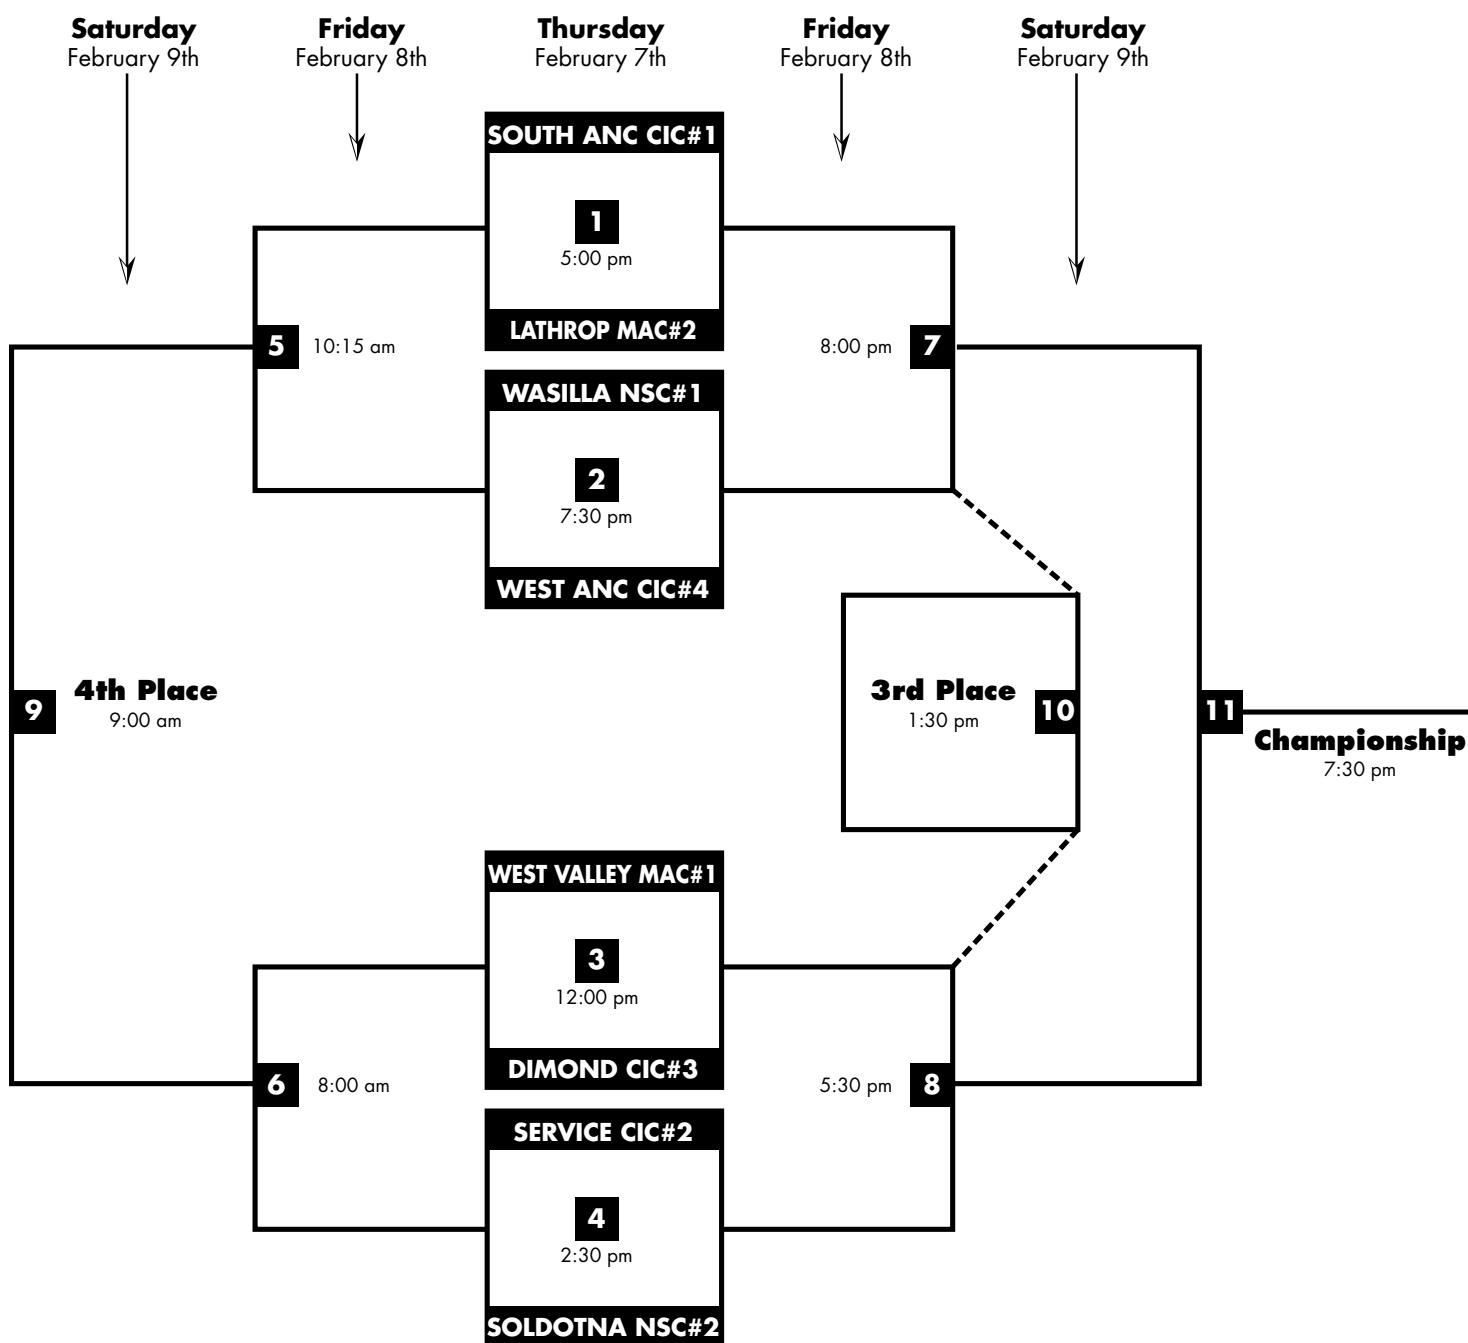 Saturday
February 9th
Friday
February 8th
Thursday
February 7th
Friday
February 8th
Saturday
February 9th
SOUTH ANC CIC#1
1
5:00 pm
LATHROP MAC#2
5
10:15 am
8:00 pm
7
WASILLA NSC#1
2
7:30 pm
WEST ANC CIC#4
9
4th Place
9:00 am
3rd Place
1:30 pm
10
11
Championship
7:30 pm
WEST VALLEY MAC#1
3
12:00 pm
DIMOND CIC#3
6
8:00 am
5:30 pm
8
SERVICE CIC#2
4
2:30 pm
SOLDOTNA NSC#2